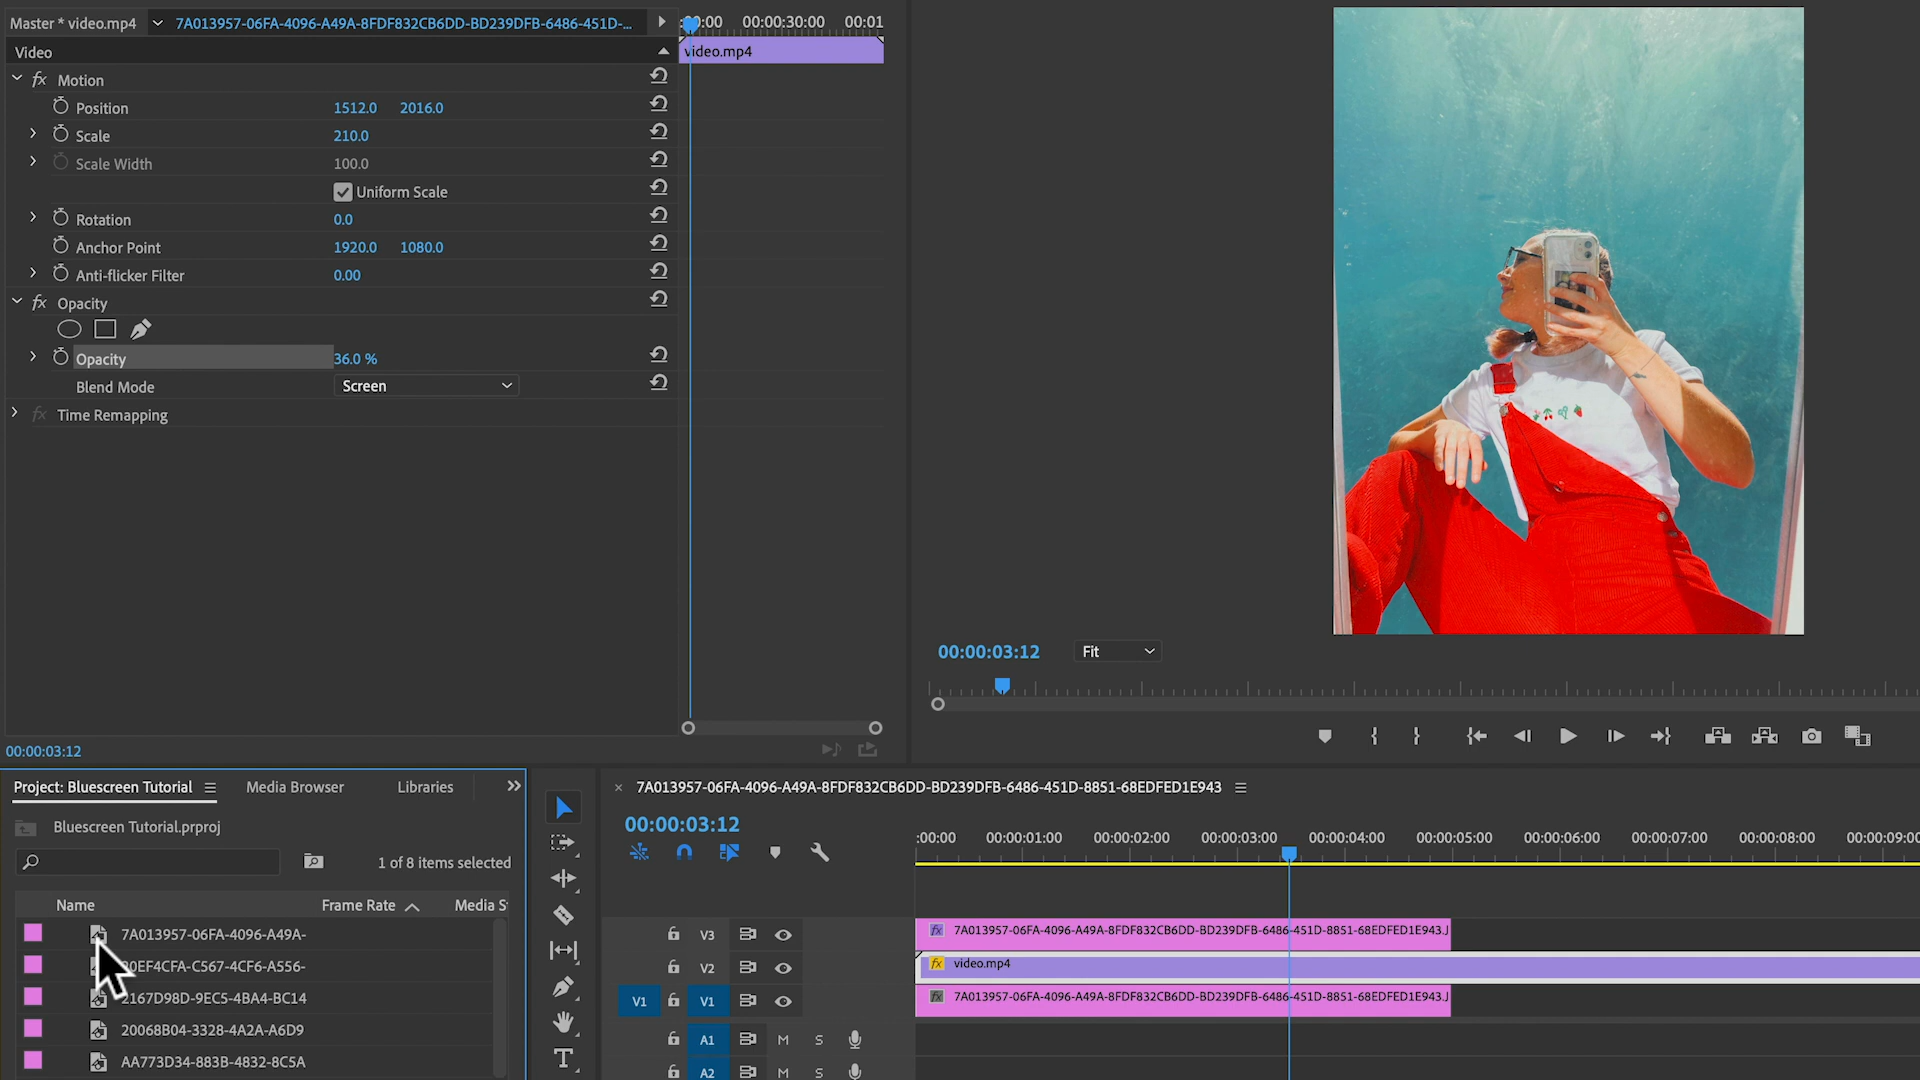 Master * video.mp4
7A013957-06FA-4096-A49A-8FDF832CB6DD-BD239DFB-6486-451D-...
:00:00 00:00:30:00 00:01
Video
video.mp4
fx Motion
Position 1512.0 2016.0
Scale 210.0
Scale Width 100.0
Uniform Scale
Rotation 0.0
Anchor Point 1920.0 1080.0
Anti-flicker Filter 0.00
fx Opacity
Opacity 36.0 %
Blend Mode Screen
fx Time Remapping
00:00:03:12 Fit
00:00:03:12
Project: Bluescreen Tutorial Media Browser Libraries
Bluescreen Tutorial.prproj
1 of 8 items selected
Name Frame Rate Media S
7A013957-06FA-4096-A49A-
0EF4CFA-C567-4CF6-A556-
2167D98D-9EC5-4BA4-BC14
20068B04-3328-4A2A-A6D9
AA773D34-883B-4832-8C5A
7A013957-06FA-4096-A49A-8FDF832CB6DD-BD239DFB-6486-451D-8851-68EDFED1E943
00:00:03:12
:00:00 00:00:01:00 00:00:02:00 00:00:03:00 00:00:04:00 00:00:05:00 00:00:06:00 00:00:07:00 00:00:08:00 00:00:09:00
V3 fx 7A013957-06FA-4096-A49A-8FDF832CB6DD-BD239DFB-6486-451D-8851-68EDFED1E943.J
V2 fx video.mp4
V1 V1 fx 7A013957-06FA-4096-A49A-8FDF832CB6DD-BD239DFB-6486-451D-8851-68EDFED1E943.J
A1 M S
A2 M S